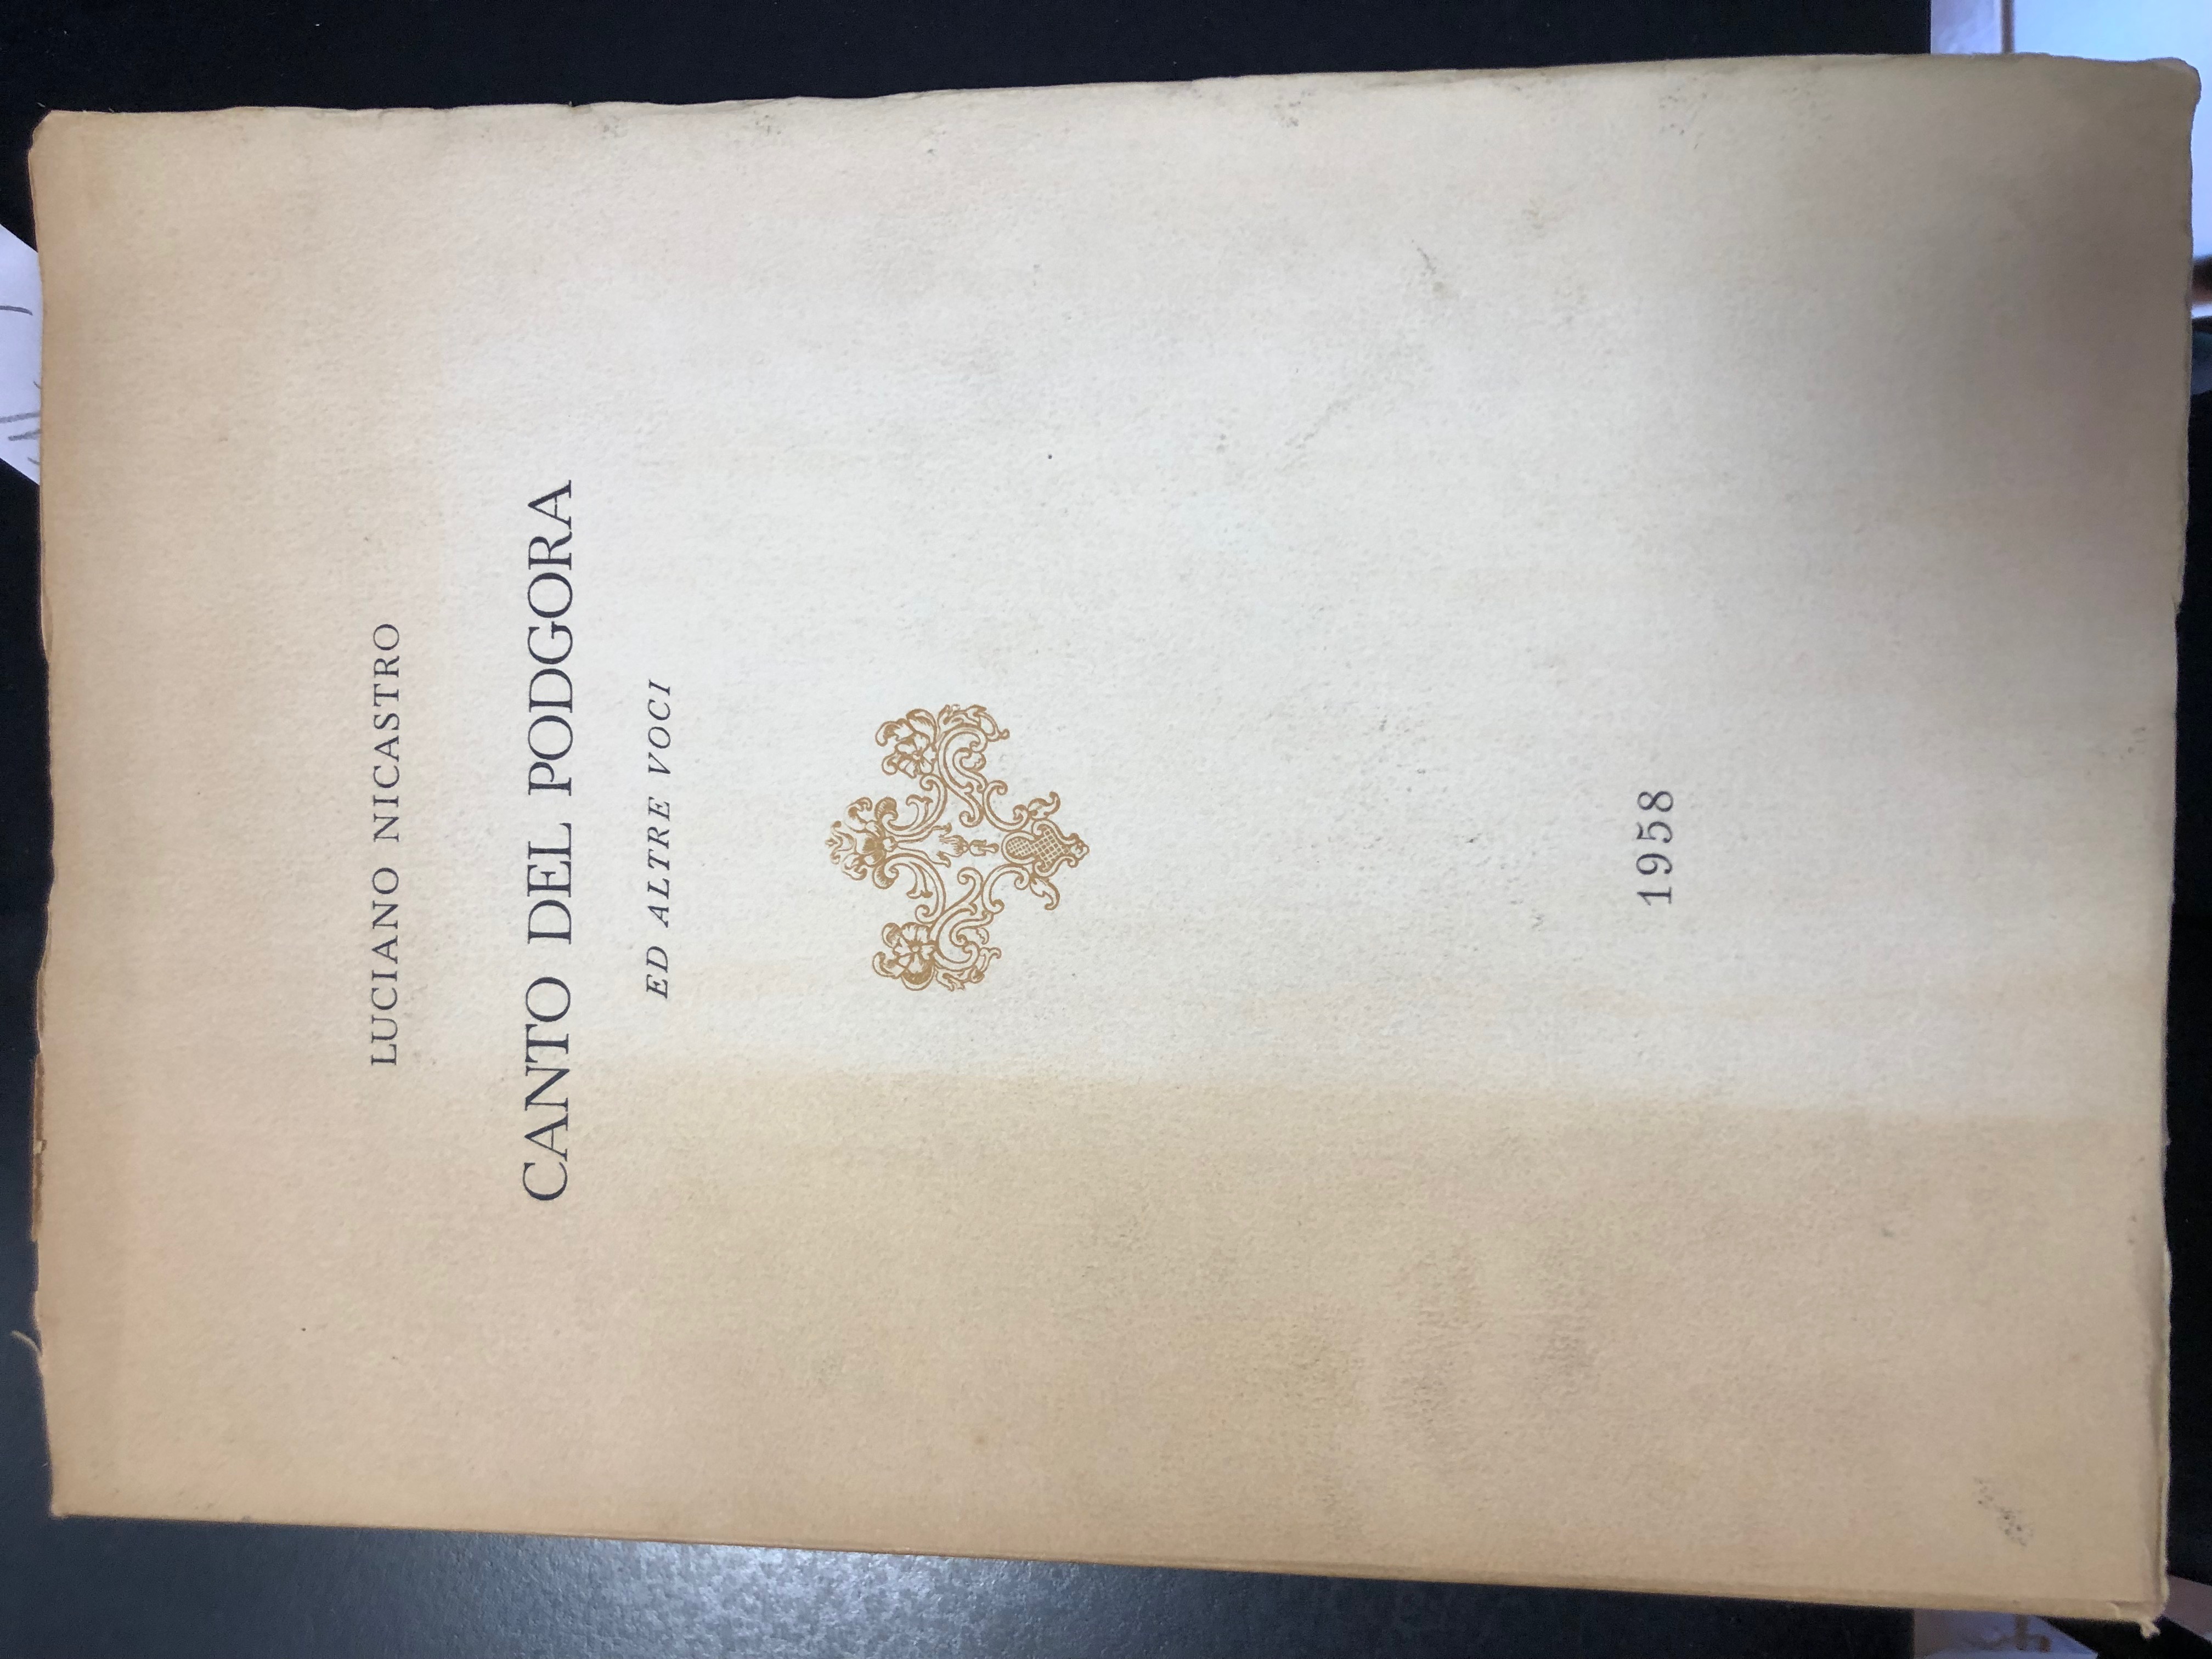 LUCIANO NICASTRO
CANTO DEL PODGORA
ED ALTRE VOCI
1958